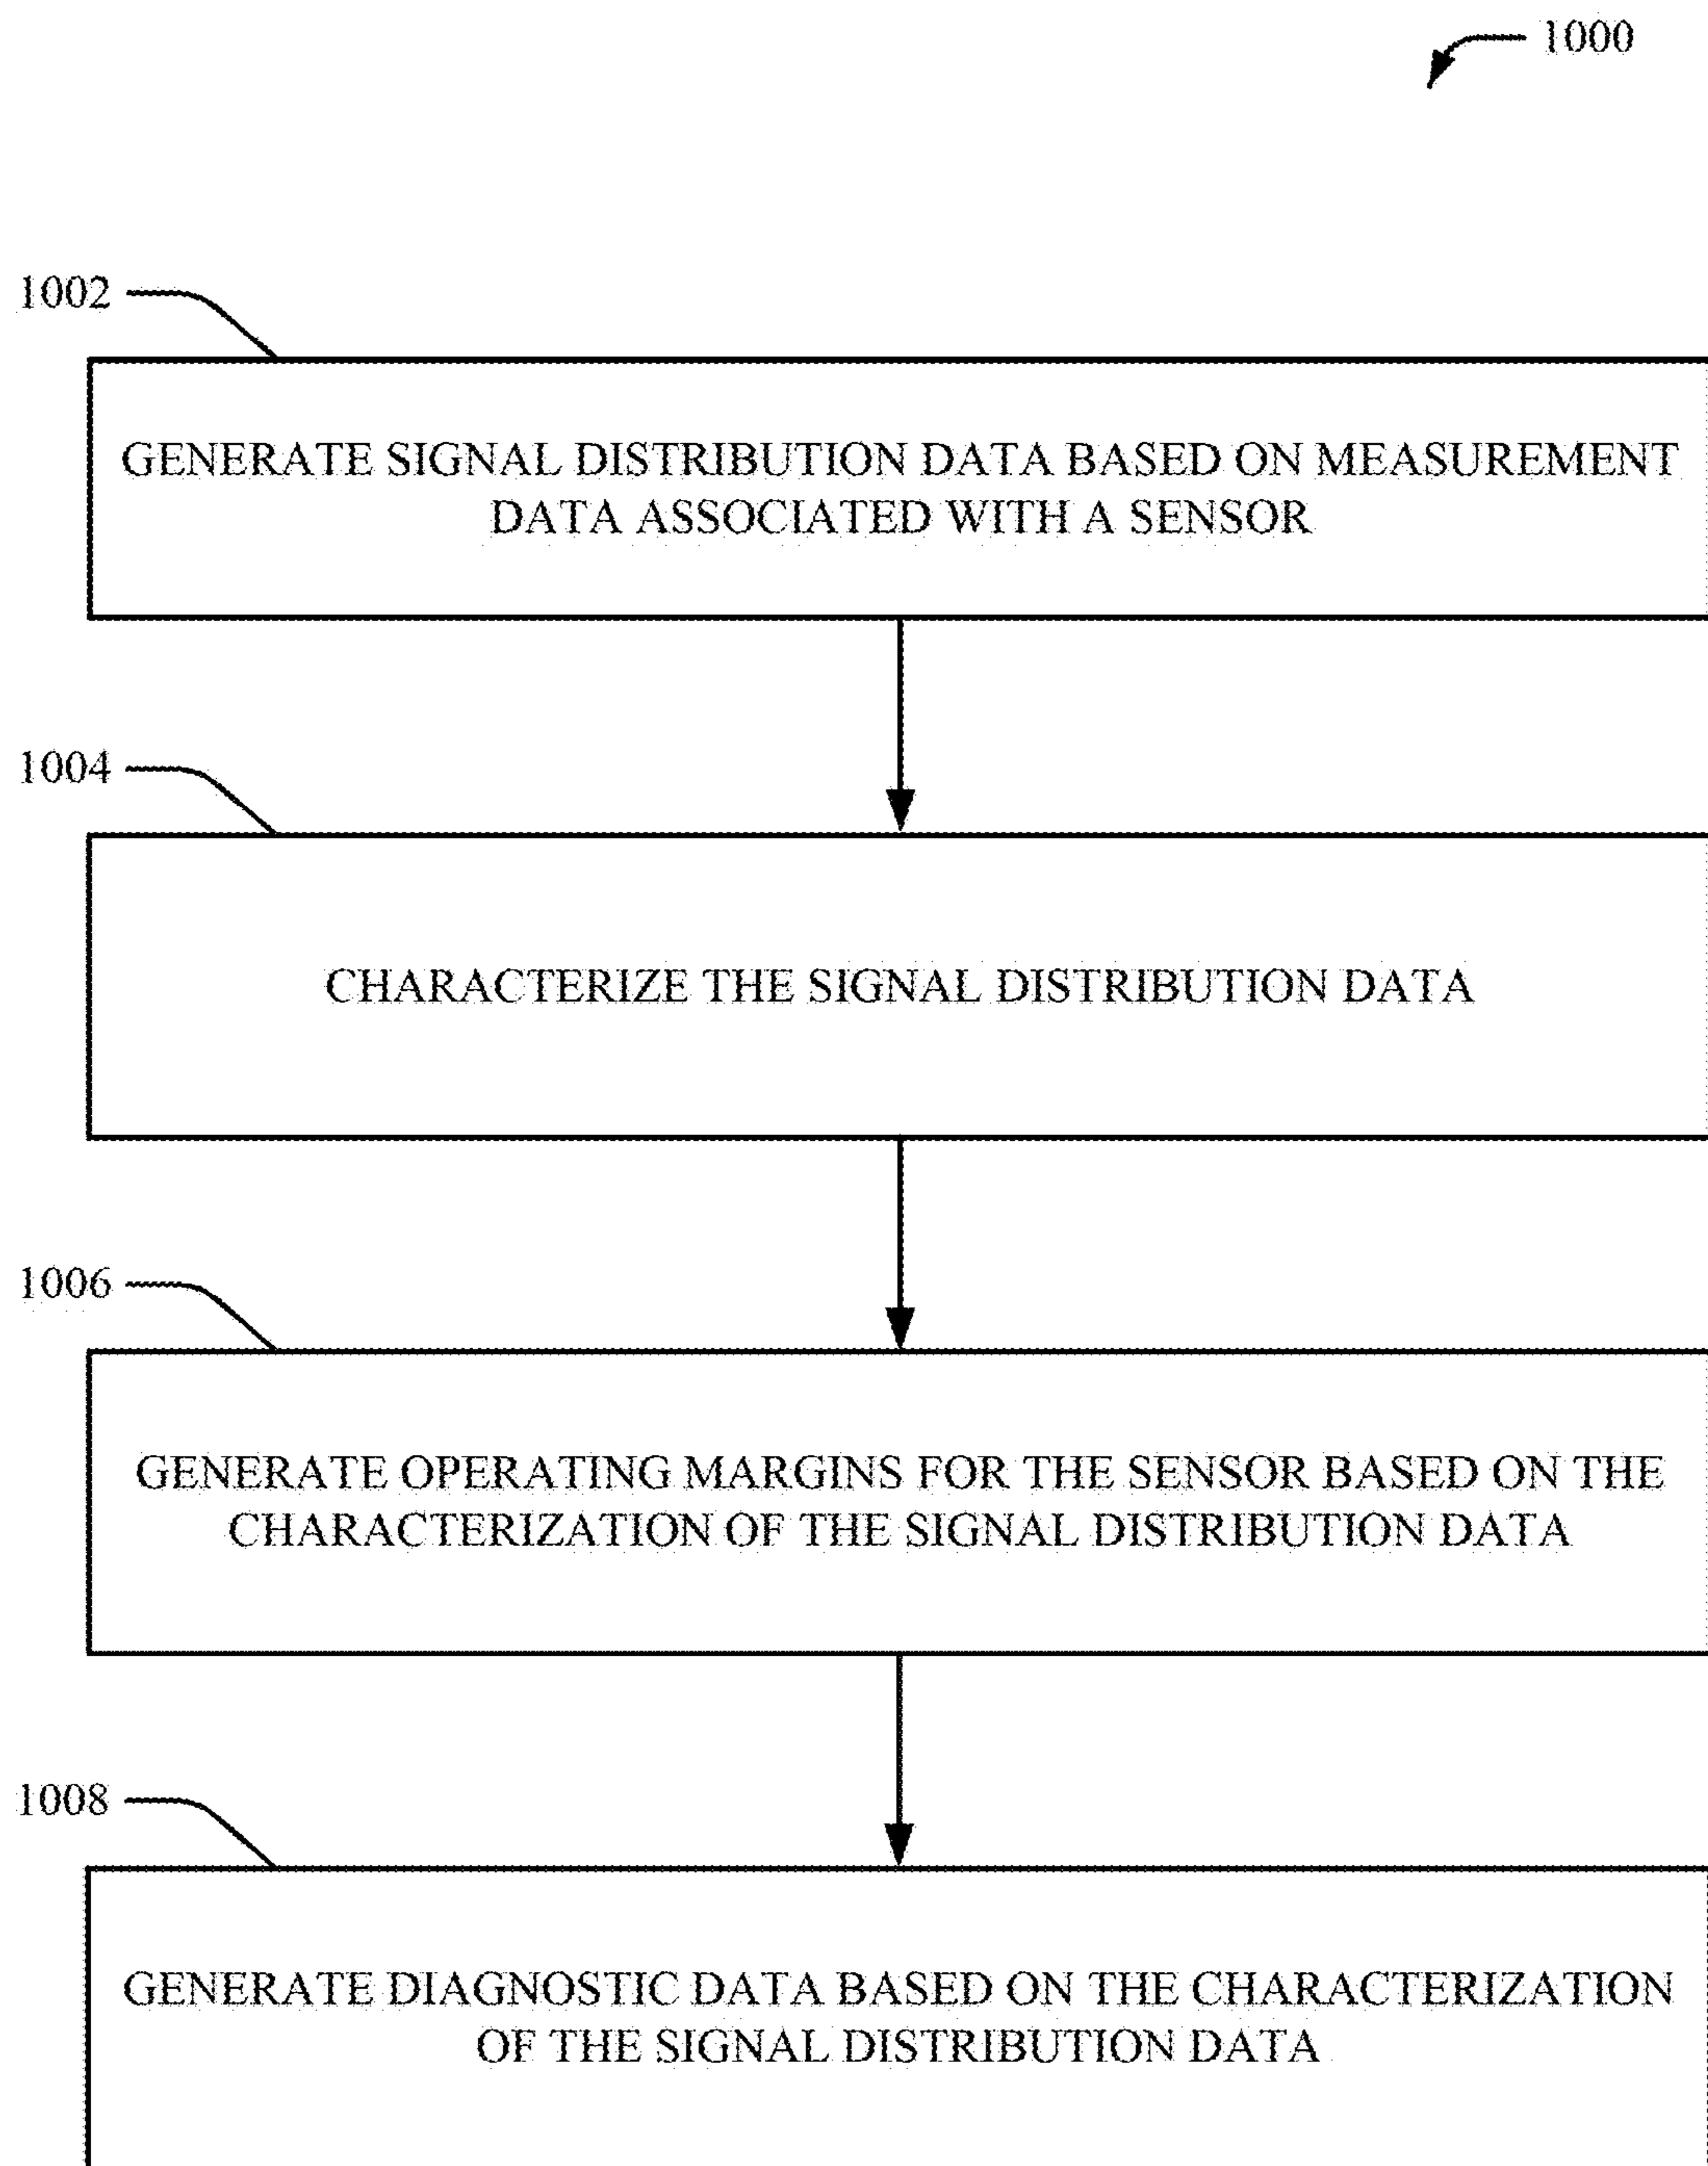 1000
1002
GENERATE SIGNAL DISTRIBUTION DATA BASED ON MEASUREMENT
DATA ASSOCIATED WITH A SENSOR
1004
CHARACTERIZE THE SIGNAL DISTRIBUTION DATA
1006
GENERATE OPERATING MARGINS FOR THE SENSOR BASED ON THE
CHARACTERIZATION OF THE SIGNAL DISTRIBUTION DATA
1008
GENERATE DIAGNOSTIC DATA BASED ON THE CHARACTERIZATION
OF THE SIGNAL DISTRIBUTION DATA